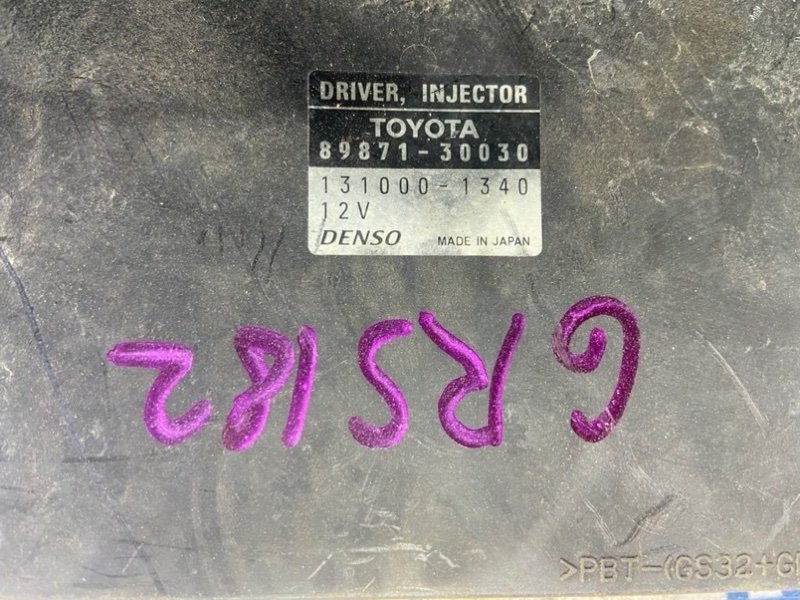 DRIVER, INJECTOR
TOYOTA
89871-30030
131000-1340
12V
DENSO MADE IN JAPAN
GRS182
>PBT-(GS32+G